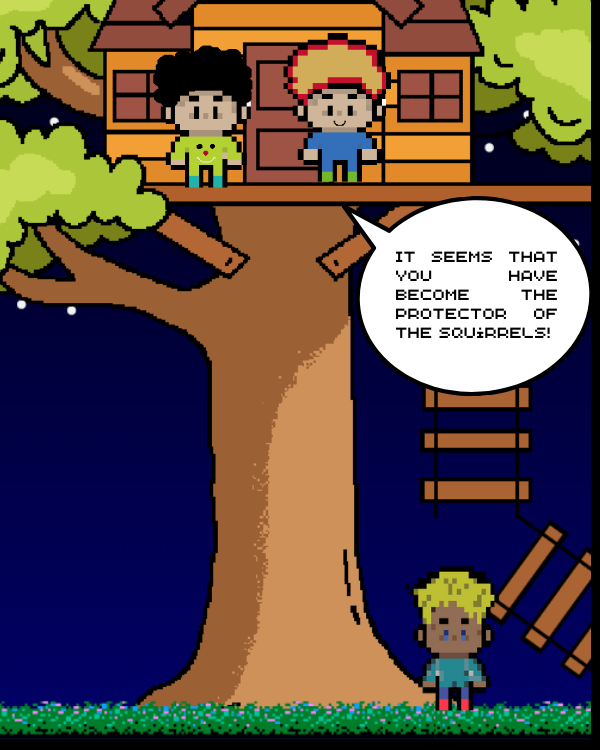 IT SEEMS THAT
YOU HAVE
BECOME THE
PROTECTOR OF
THE SQUiRRELS!